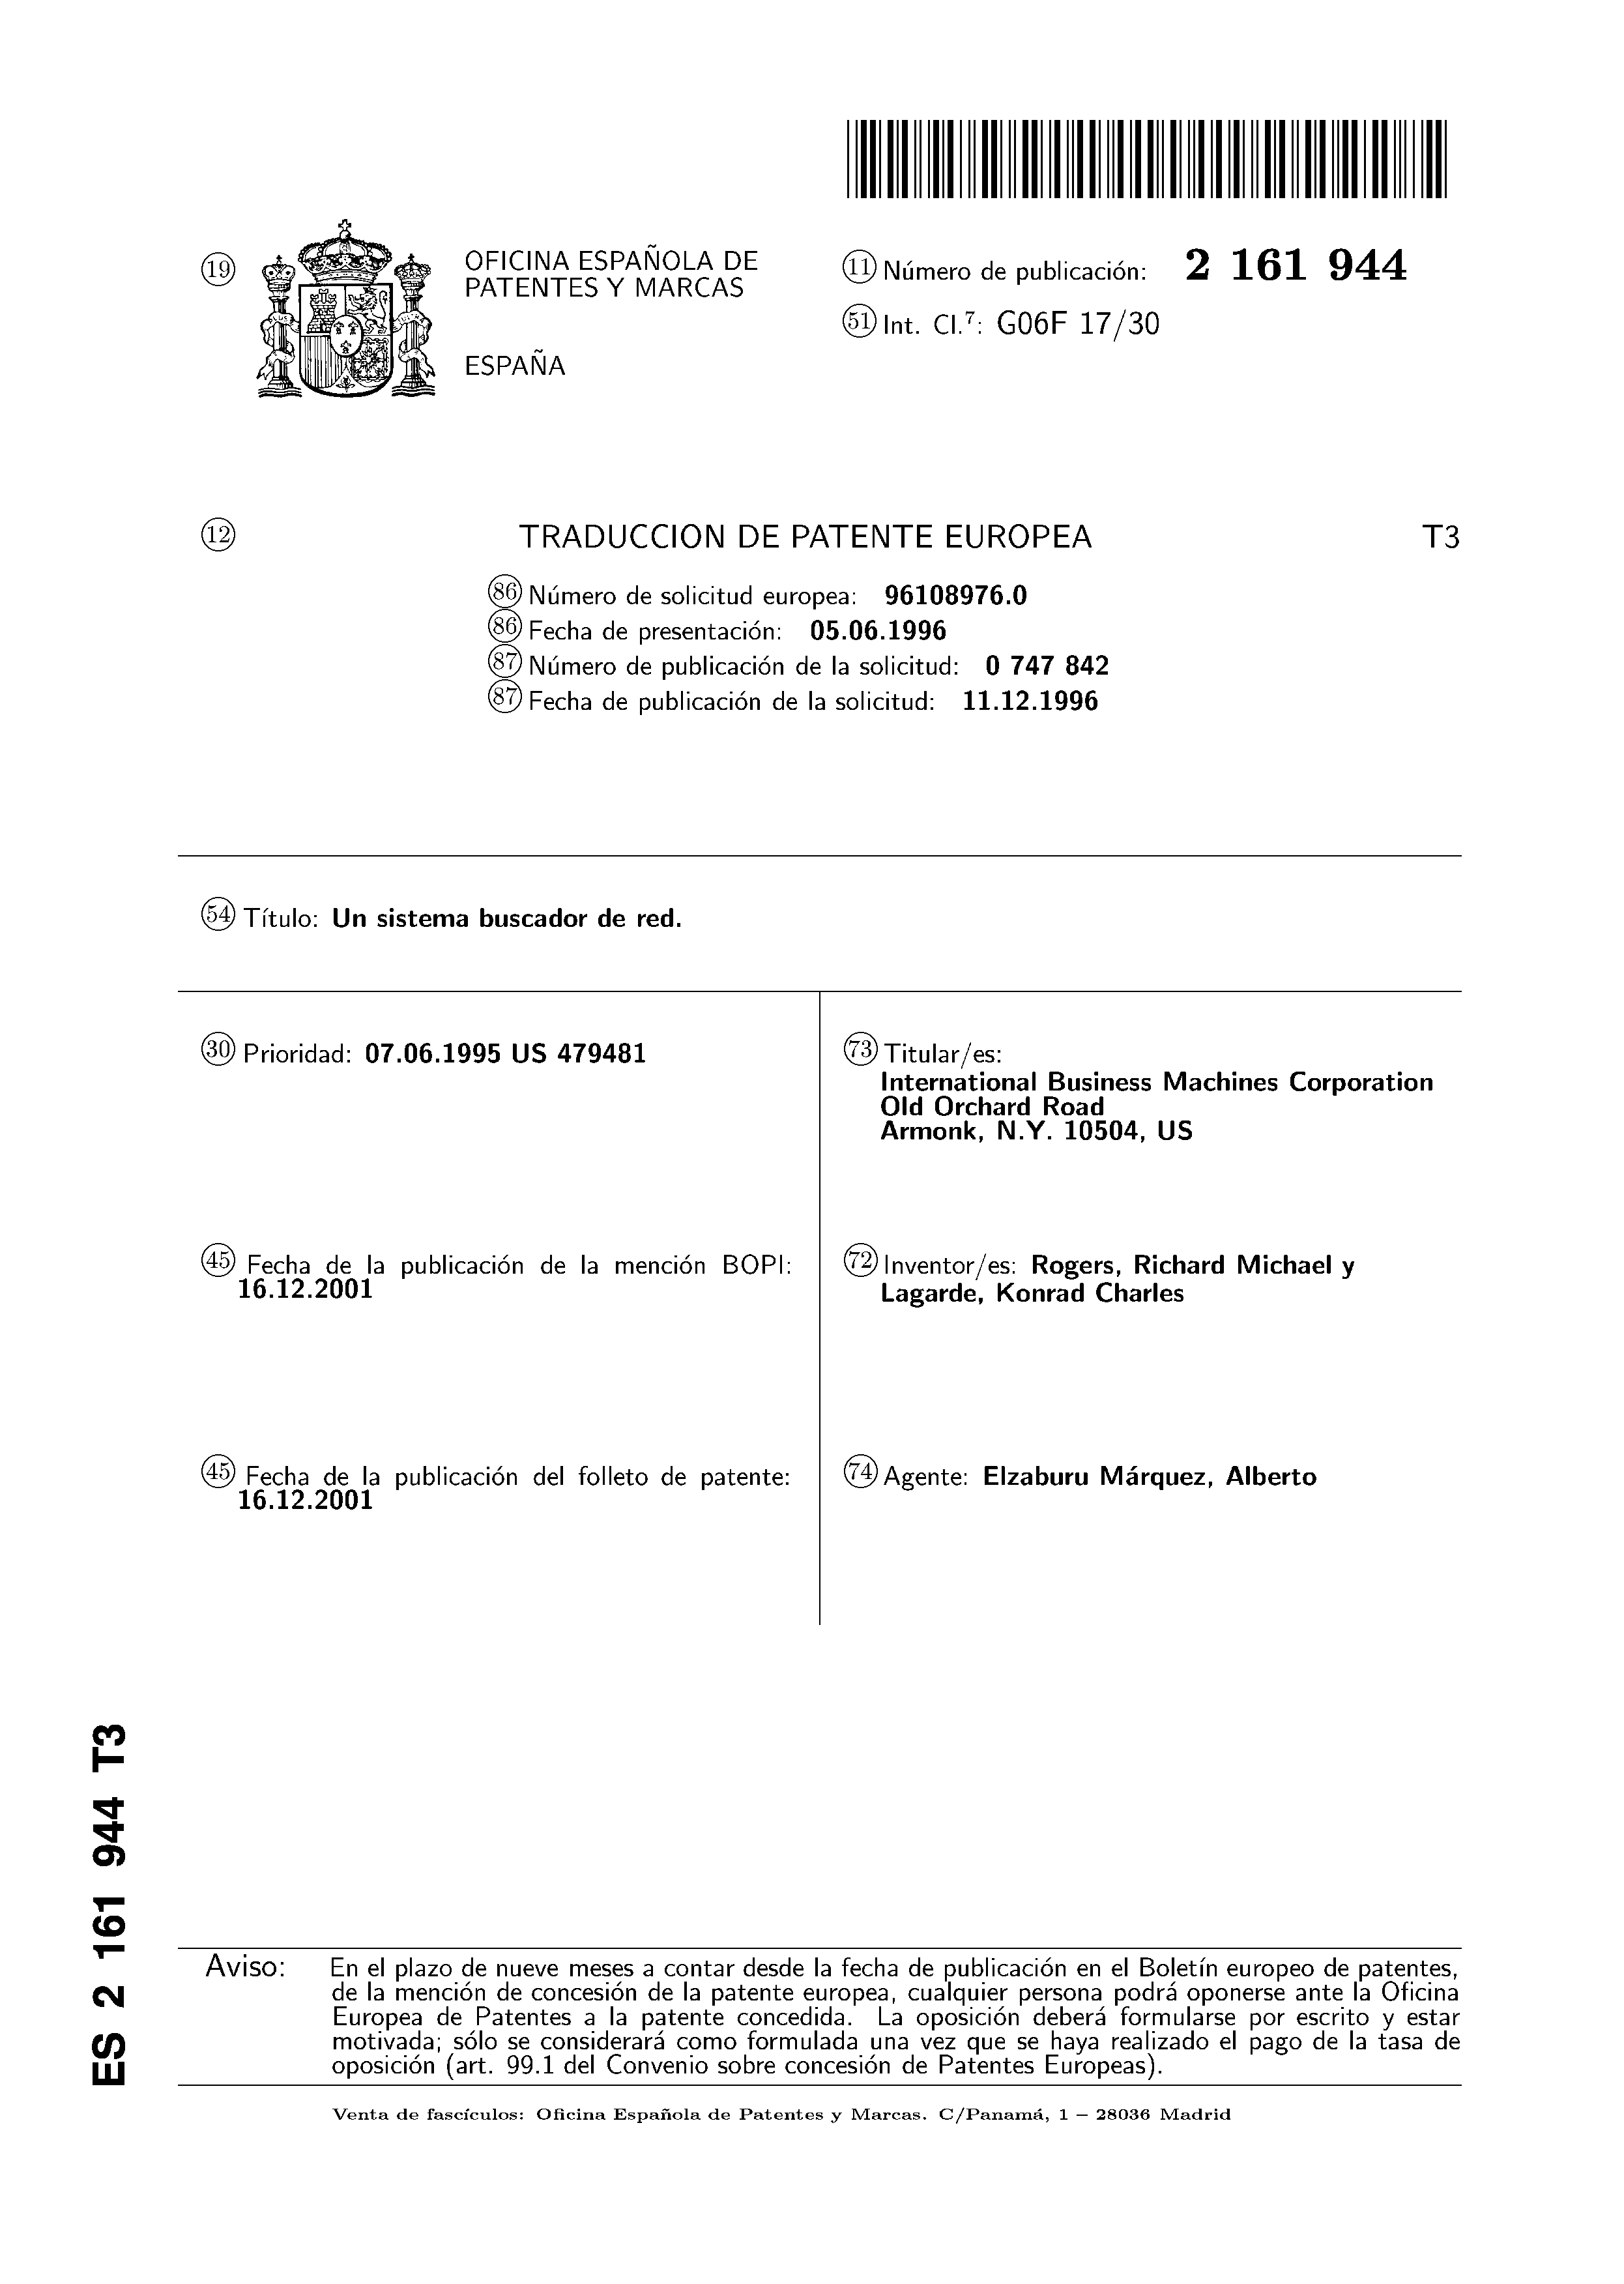 19
OFICINA ESPAÑOLA DE
PATENTES Y MARCAS
ESPAÑA
11 Número de publicación: 2 161 944
51 Int. Cl.7: G06F 17/30
12 TRADUCCION DE PATENTE EUROPEA T3
86 Número de solicitud europea: 96108976.0
86 Fecha de presentación: 05.06.1996
87 Número de publicación de la solicitud: 0 747 842
87 Fecha de publicación de la solicitud: 11.12.1996
54 Título: Un sistema buscador de red.
30 Prioridad: 07.06.1995 US 479481
45 Fecha de la publicación de la mención BOPI:
16.12.2001
45 Fecha de la publicación del folleto de patente:
16.12.2001
73 Titular/es:
International Business Machines Corporation
Old Orchard Road
Armonk, N.Y. 10504, US
72 Inventor/es: Rogers, Richard Michael y
Lagarde, Konrad Charles
74 Agente: Elzaburu Márquez, Alberto
ES 2 161 944 T3
Aviso: En el plazo de nueve meses a contar desde la fecha de publicación en el Boletín europeo de patentes,
de la mención de concesión de la patente europea, cualquier persona podrá oponerse ante la Oficina
Europea de Patentes a la patente concedida. La oposición deberá formularse por escrito y estar
motivada; sólo se considerará como formulada una vez que se haya realizado el pago de la tasa de
oposición (art. 99.1 del Convenio sobre concesión de Patentes Europeas).
Venta de fascículos: Oficina Española de Patentes y Marcas. C/Panamá, 1 – 28036 Madrid